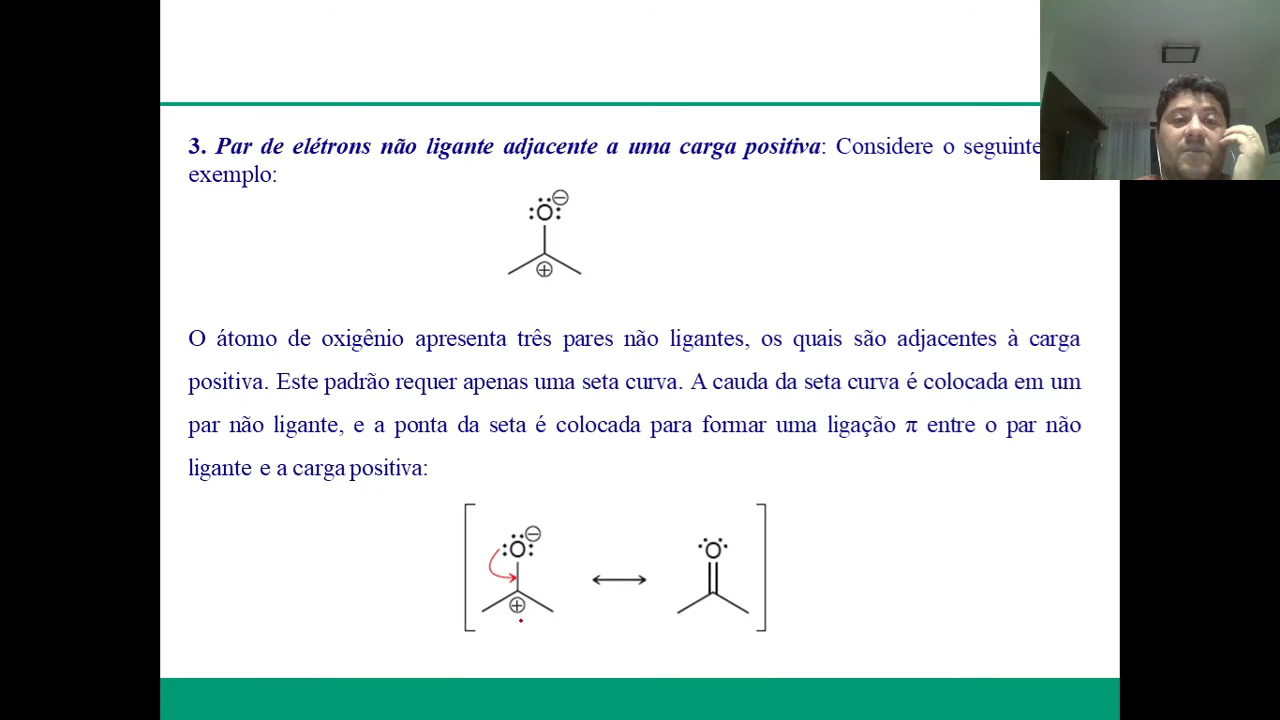 3. Par de elétrons não ligante adjacente a uma carga positiva: Considere o seguinte
exemplo:
:Ö: ⊖
⊕
O átomo de oxigênio apresenta três pares não ligantes, os quais são adjacentes à carga
positiva. Este padrão requer apenas uma seta curva. A cauda da seta curva é colocada em um
par não ligante, e a ponta da seta é colocada para formar uma ligação π entre o par não
ligante e a carga positiva:
:Ö: ⊖ Ö
⊕